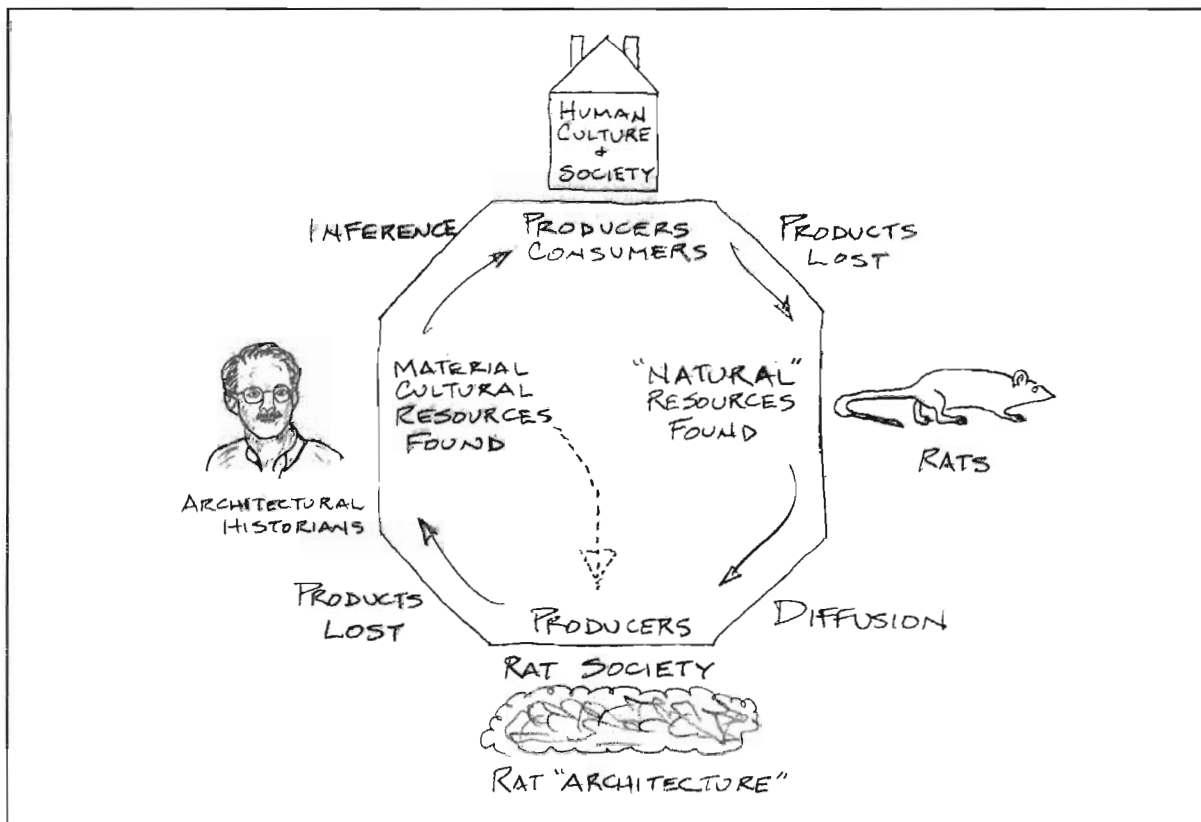 HUMAN
CULTURE
+
SOCIETY
INFERENCE
PRODUCERS
CONSUMERS
PRODUCTS
LOST
MATERIAL
CULTURAL
RESOURCES
FOUND
"NATURAL"
RESOURCES
FOUND
RATS
ARCHITECTURAL
HISTORIANS
PRODUCTS
LOST
PRODUCERS
DIFFUSION
RAT SOCIETY
RAT "ARCHITECTURE"